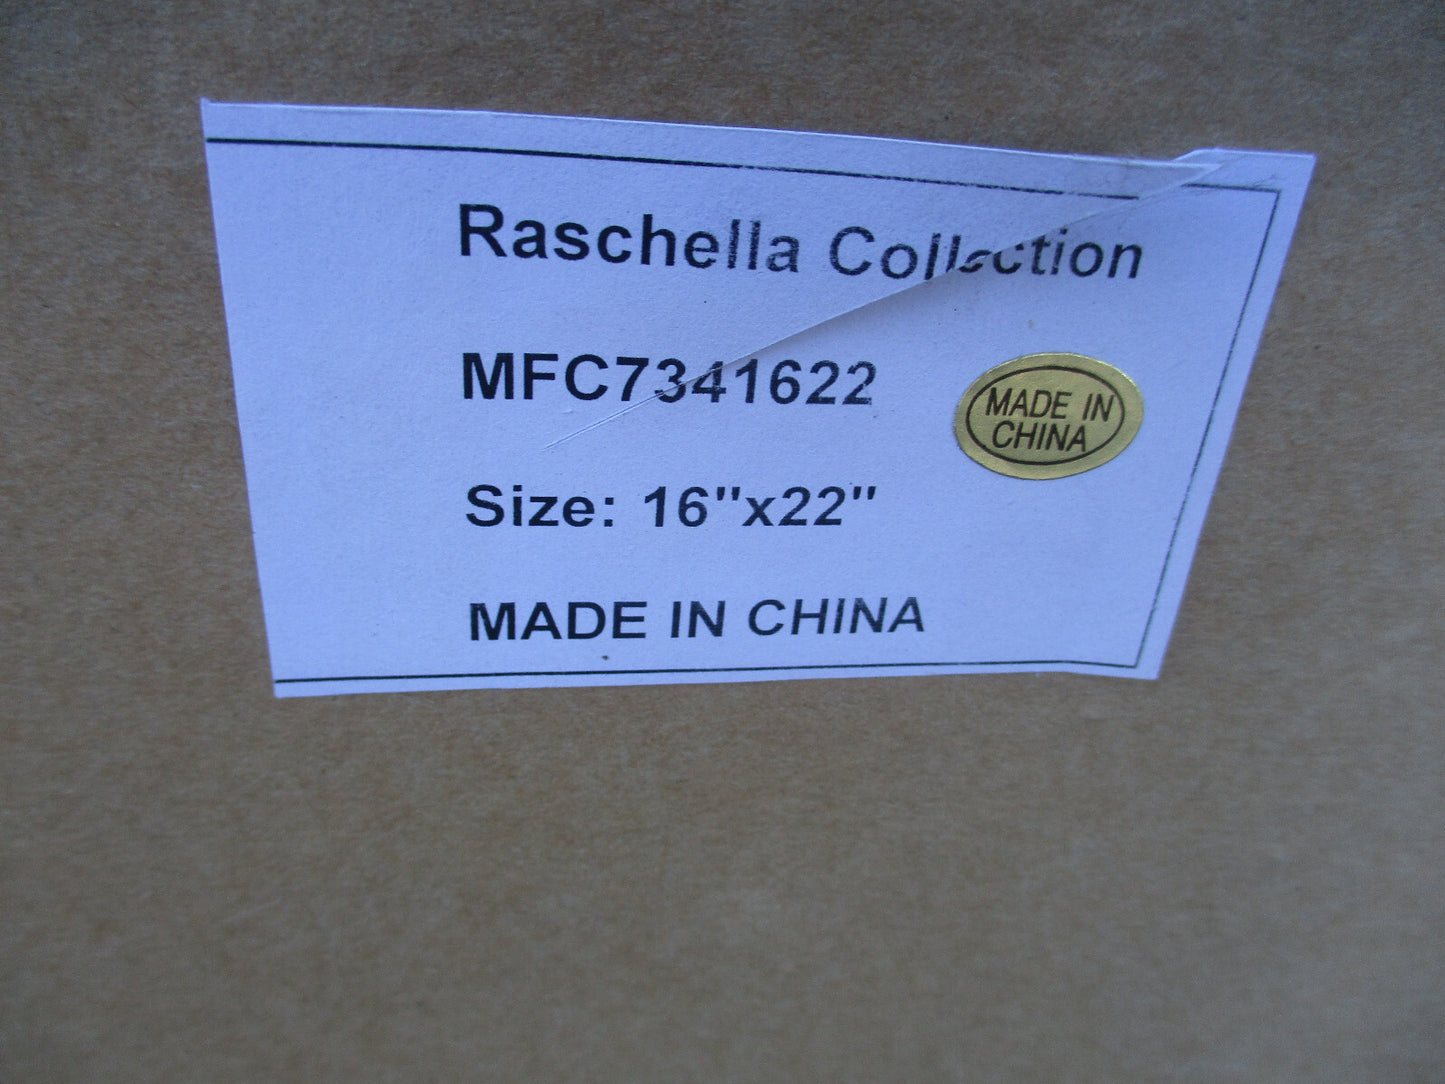 Raschella Collection
MFC7341622
MADE IN
CHINA
Size: 16"x22"
MADE IN CHINA